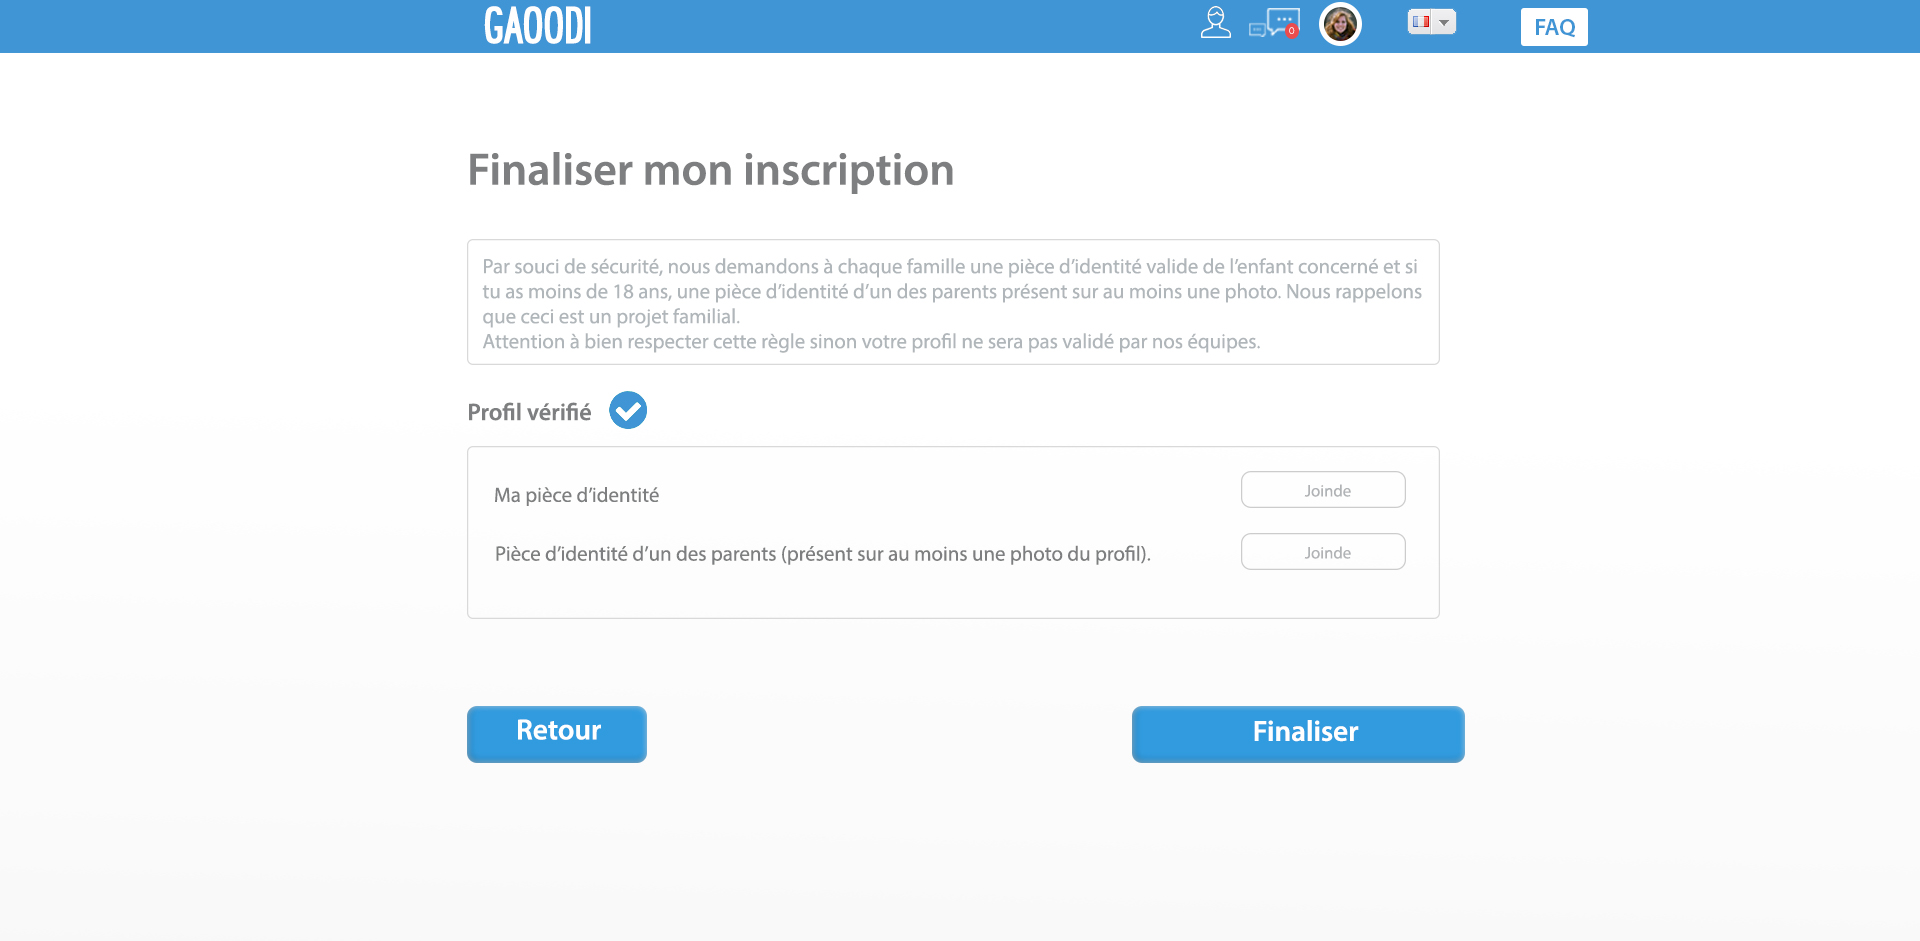 GAOODI
0
FAQ
Finaliser mon inscription
Par souci de sécurité, nous demandons à chaque famille une pièce d’identité valide de l’enfant concerné et si
tu as moins de 18 ans, une pièce d’identité d’un des parents présent sur au moins une photo. Nous rappelons
que ceci est un projet familial.
Attention à bien respecter cette règle sinon votre profil ne sera pas validé par nos équipes.
Profil vérifié
Ma pièce d’identité
Joinde
Pièce d’identité d’un des parents (présent sur au moins une photo du profil).
Joinde
Retour
Finaliser